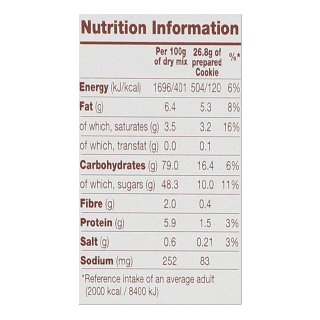 Nutrition Information
Per 100g of dry mix 26.8g of prepared Cookie %*
Energy (kJ/kcal) 1696/401 504/120 6%
Fat (g) 6.4 5.3 8%
of which, saturates (g) 3.5 3.2 16%
of which, transfat (g) 0.0 0.1
Carbohydrates (g) 79.0 16.4 6%
of which, sugars (g) 48.3 10.0 11%
Fibre (g) 2.0 0.4
Protein (g) 5.9 1.5 3%
Salt (g) 0.6 0.21 3%
Sodium (mg) 252 83
*Reference intake of an average adult
(2000 kcal / 8400 kJ)